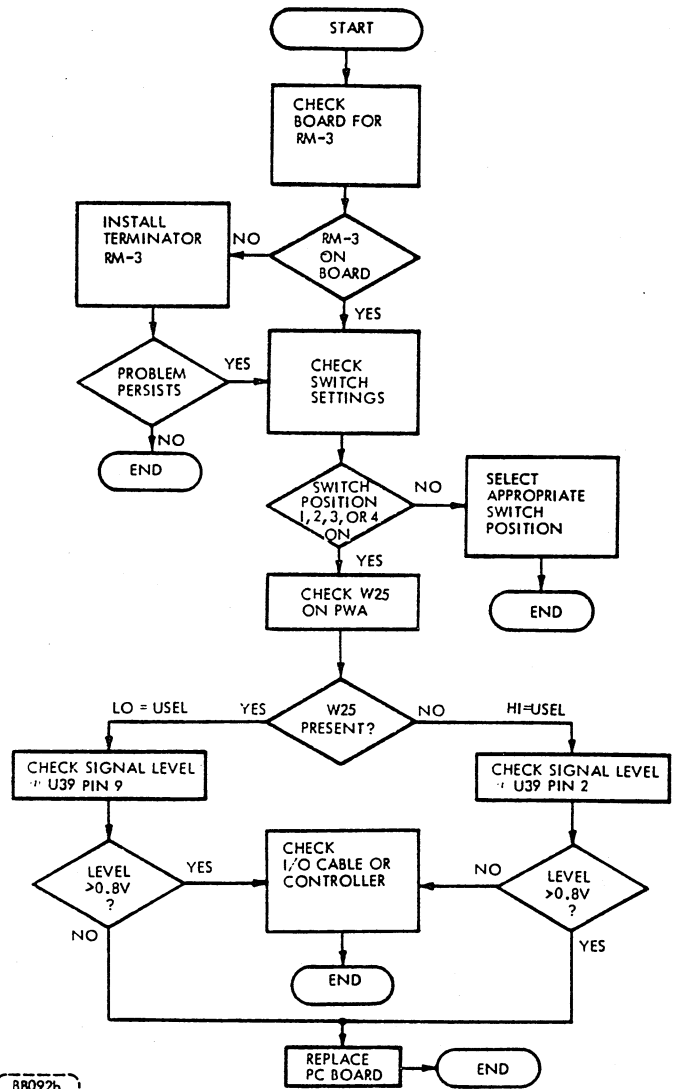 START
CHECK
BOARD FOR
RM-3
INSTALL
TERMINATOR
RM-3
NO
RM-3
ON
BOARD
YES
PROBLEM
PERSISTS
YES
CHECK
SWITCH
SETTINGS
NO
END
SWITCH
POSITION
1, 2, 3, OR 4
ON
NO
SELECT
APPROPRIATE
SWITCH
POSITION
YES
END
CHECK W25
ON PWA
LO = USEL
YES
W25
PRESENT?
NO
HI=USEL
CHECK SIGNAL LEVEL
U39 PIN 9
CHECK SIGNAL LEVEL
U39 PIN 2
LEVEL
>0.8V
?
YES
CHECK
I/O CABLE OR
CONTROLLER
NO
LEVEL
>0.8V
?
NO
YES
END
REPLACE
PC BOARD
END
BB092b